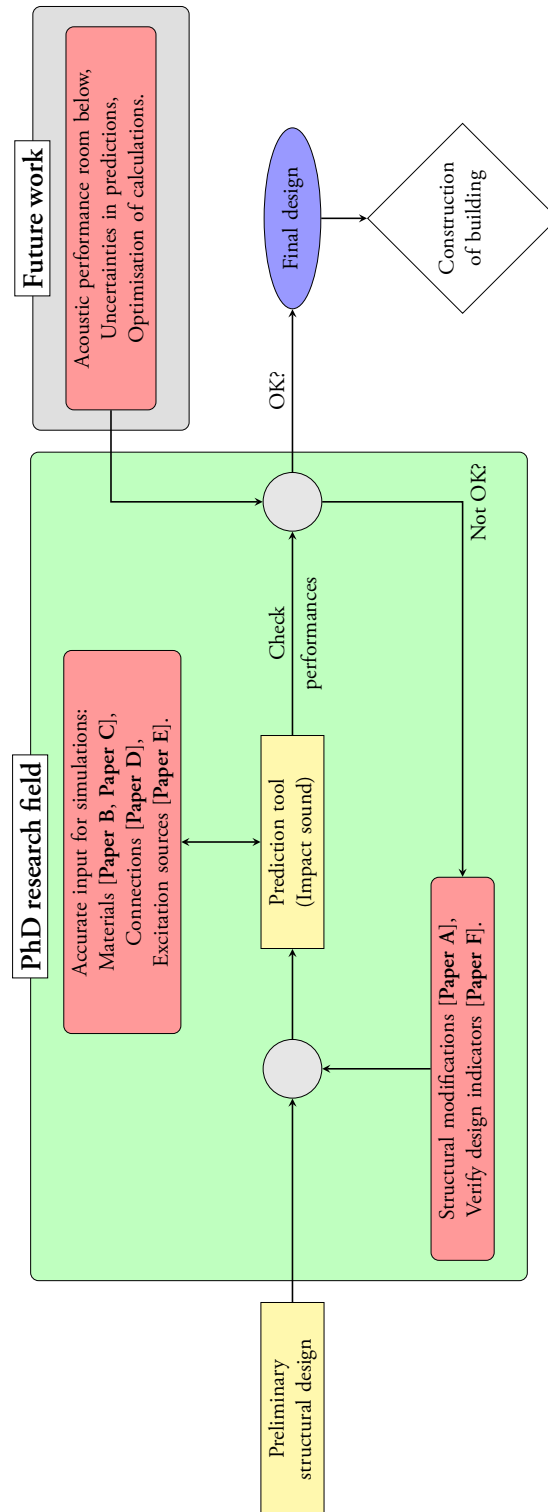 Preliminary
structural design
PhD research field
Accurate input for simulations:
Materials [Paper B, Paper C],
Connections [Paper D],
Excitation sources [Paper E].
Prediction tool
(Impact sound)
Structural modifications [Paper A],
Verify design indicators [Paper F].
Check
performances
Not OK?
OK?
Future work
Acoustic performance room below,
Uncertainties in predictions,
Optimisation of calculations.
Final design
Construction
of building